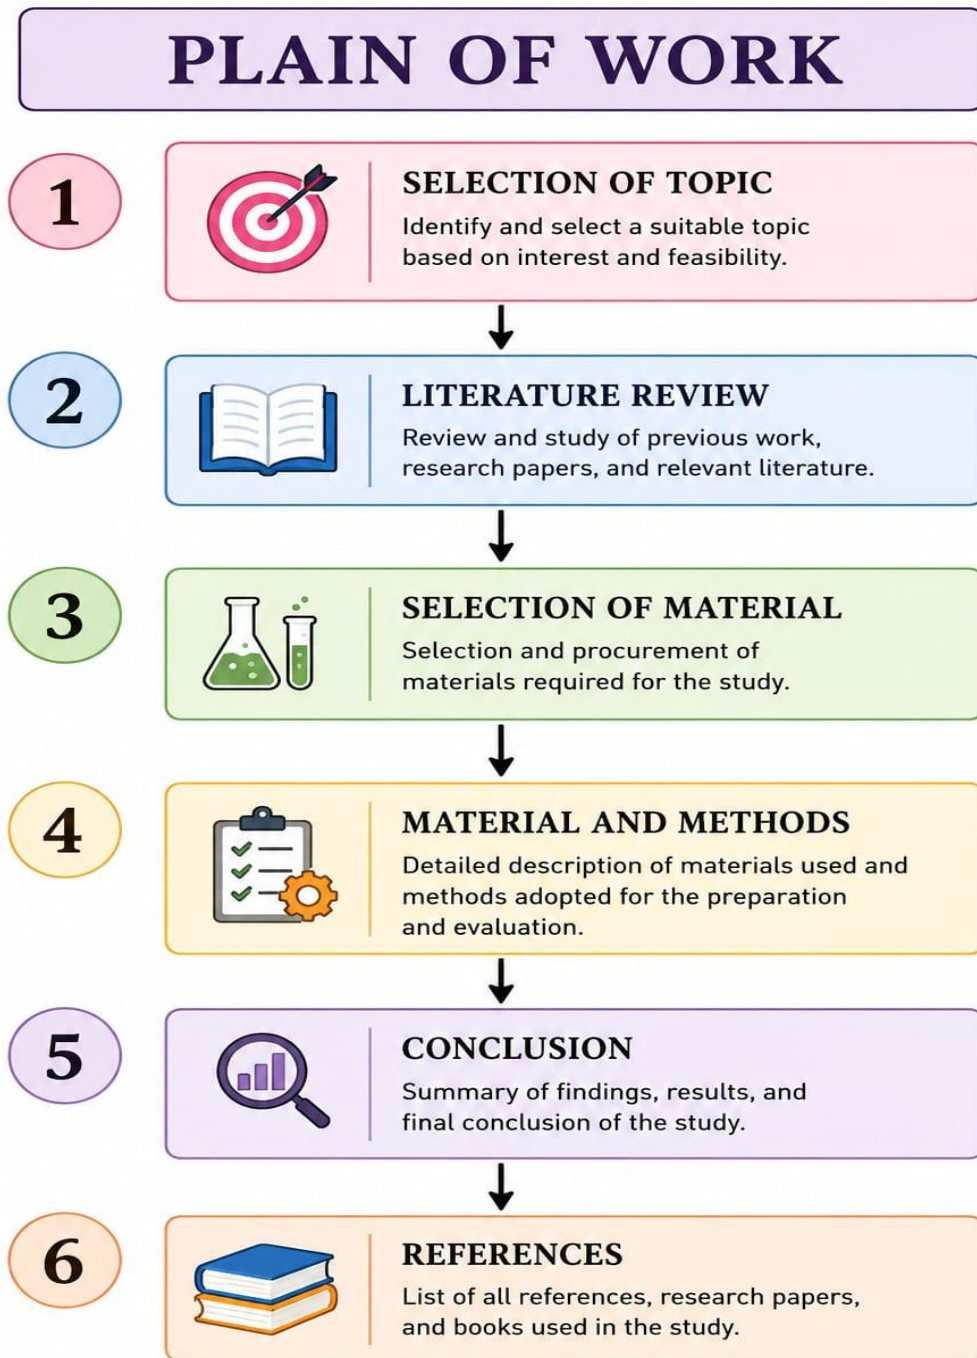 PLAIN OF WORK
1
SELECTION OF TOPIC
Identify and select a suitable topic
based on interest and feasibility.
2
LITERATURE REVIEW
Review and study of previous work,
research papers, and relevant literature.
3
SELECTION OF MATERIAL
Selection and procurement of
materials required for the study.
4
MATERIAL AND METHODS
Detailed description of materials used and
methods adopted for the preparation
and evaluation.
5
CONCLUSION
Summary of findings, results, and
final conclusion of the study.
6
REFERENCES
List of all references, research papers,
and books used in the study.